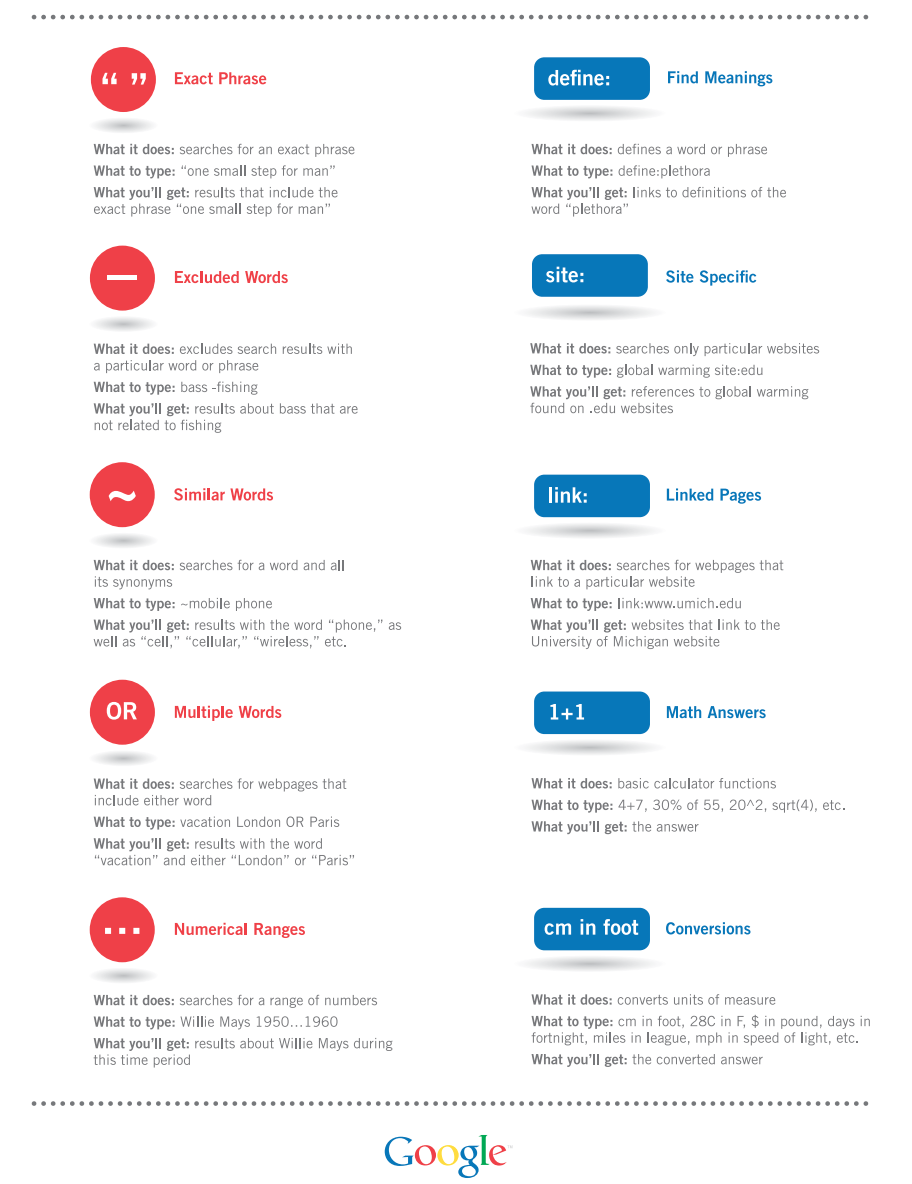 “ ”
Exact Phrase
What it does: searches for an exact phrase
What to type: “one small step for man”
What you’ll get: results that include the
exact phrase “one small step for man”
—
Excluded Words
What it does: excludes search results with
a particular word or phrase
What to type: bass -fishing
What you’ll get: results about bass that are
not related to fishing
~
Similar Words
What it does: searches for a word and all
its synonyms
What to type: ~mobile phone
What you’ll get: results with the word “phone,” as
well as “cell,” “cellular,” “wireless,” etc.
OR
Multiple Words
What it does: searches for webpages that
include either word
What to type: vacation London OR Paris
What you’ll get: results with the word
“vacation” and either “London” or “Paris”
...
Numerical Ranges
What it does: searches for a range of numbers
What to type: Willie Mays 1950...1960
What you’ll get: results about Willie Mays during
this time period
define:
Find Meanings
What it does: defines a word or phrase
What to type: define:plethora
What you’ll get: links to definitions of the
word “plethora”
site:
Site Specific
What it does: searches only particular websites
What to type: global warming site:edu
What you’ll get: references to global warming
found on .edu websites
link:
Linked Pages
What it does: searches for webpages that
link to a particular website
What to type: link:www.umich.edu
What you’ll get: websites that link to the
University of Michigan website
1+1
Math Answers
What it does: basic calculator functions
What to type: 4+7, 30% of 55, 20^2, sqrt(4), etc.
What you’ll get: the answer
cm in foot
Conversions
What it does: converts units of measure
What to type: cm in foot, 28C in F, $ in pound, days in
fortnight, miles in league, mph in speed of light, etc.
What you’ll get: the converted answer
Google™